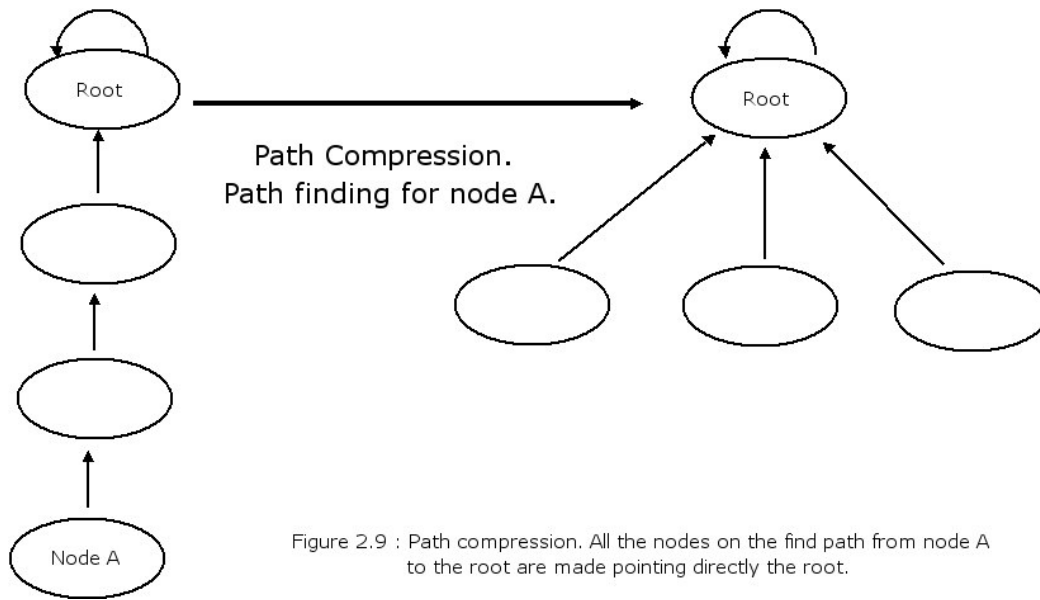 Root
Root
Path Compression.
Path finding for node A.
Node A
Figure 2.9 : Path compression. All the nodes on the find path from node A
to the root are made pointing directly the root.